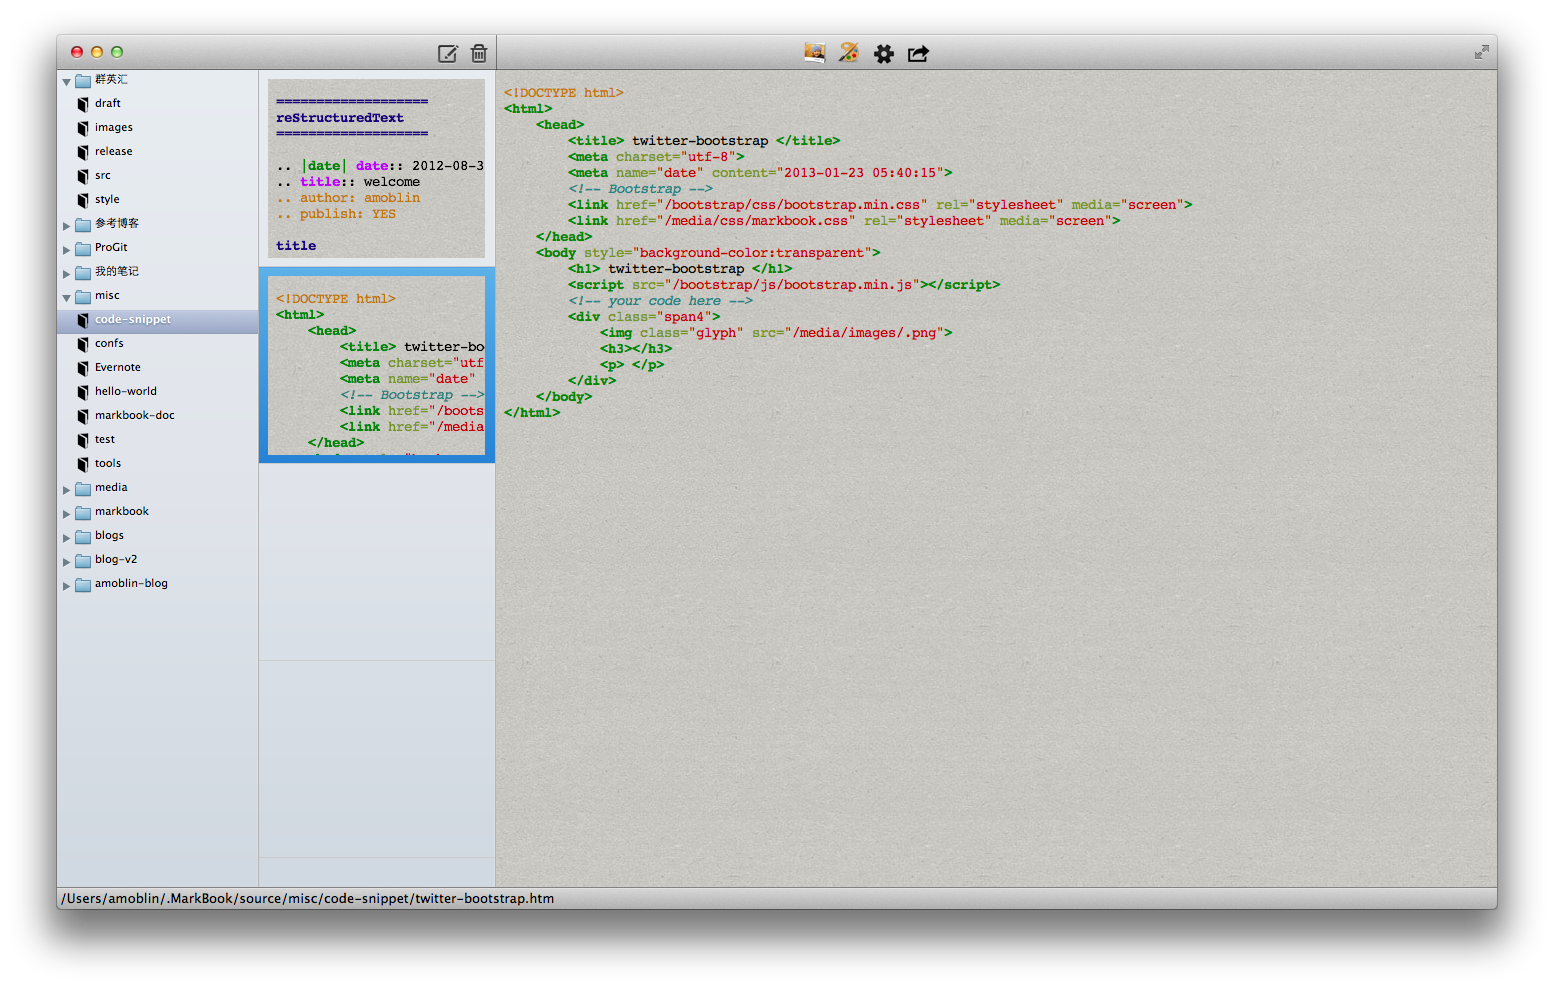 群英汇
draft
images
release
src
style
参考博客
ProGit
我的笔记
misc
code-snippet
confs
Evernote
hello-world
markbook-doc
test
tools
media
markbook
blogs
blog-v2
amoblin-blog
===================
reStructuredText
===================
.. |date| date:: 2012-08-3
.. title:: welcome
.. author: amoblin
.. publish: YES
title
<!DOCTYPE html>
<html>
<head>
<title> twitter-bo
<meta charset="utf
<meta name="date"
<!-- Bootstrap -->
<link href="/boots
<link href="/media
</head>
<!DOCTYPE html>
<html>
<head>
<title> twitter-bootstrap </title>
<meta charset="utf-8">
<meta name="date" content="2013-01-23 05:40:15">
<!-- Bootstrap -->
<link href="/bootstrap/css/bootstrap.min.css" rel="stylesheet" media="screen">
<link href="/media/css/markbook.css" rel="stylesheet" media="screen">
</head>
<body style="background-color:transparent">
<h1> twitter-bootstrap </h1>
<script src="/bootstrap/js/bootstrap.min.js"></script>
<!-- your code here -->
<div class="span4">
<img class="glyph" src="/media/images/.png">
<h3></h3>
<p> </p>
</div>
</body>
</html>
/Users/amoblin/.MarkBook/source/misc/code-snippet/twitter-bootstrap.htm